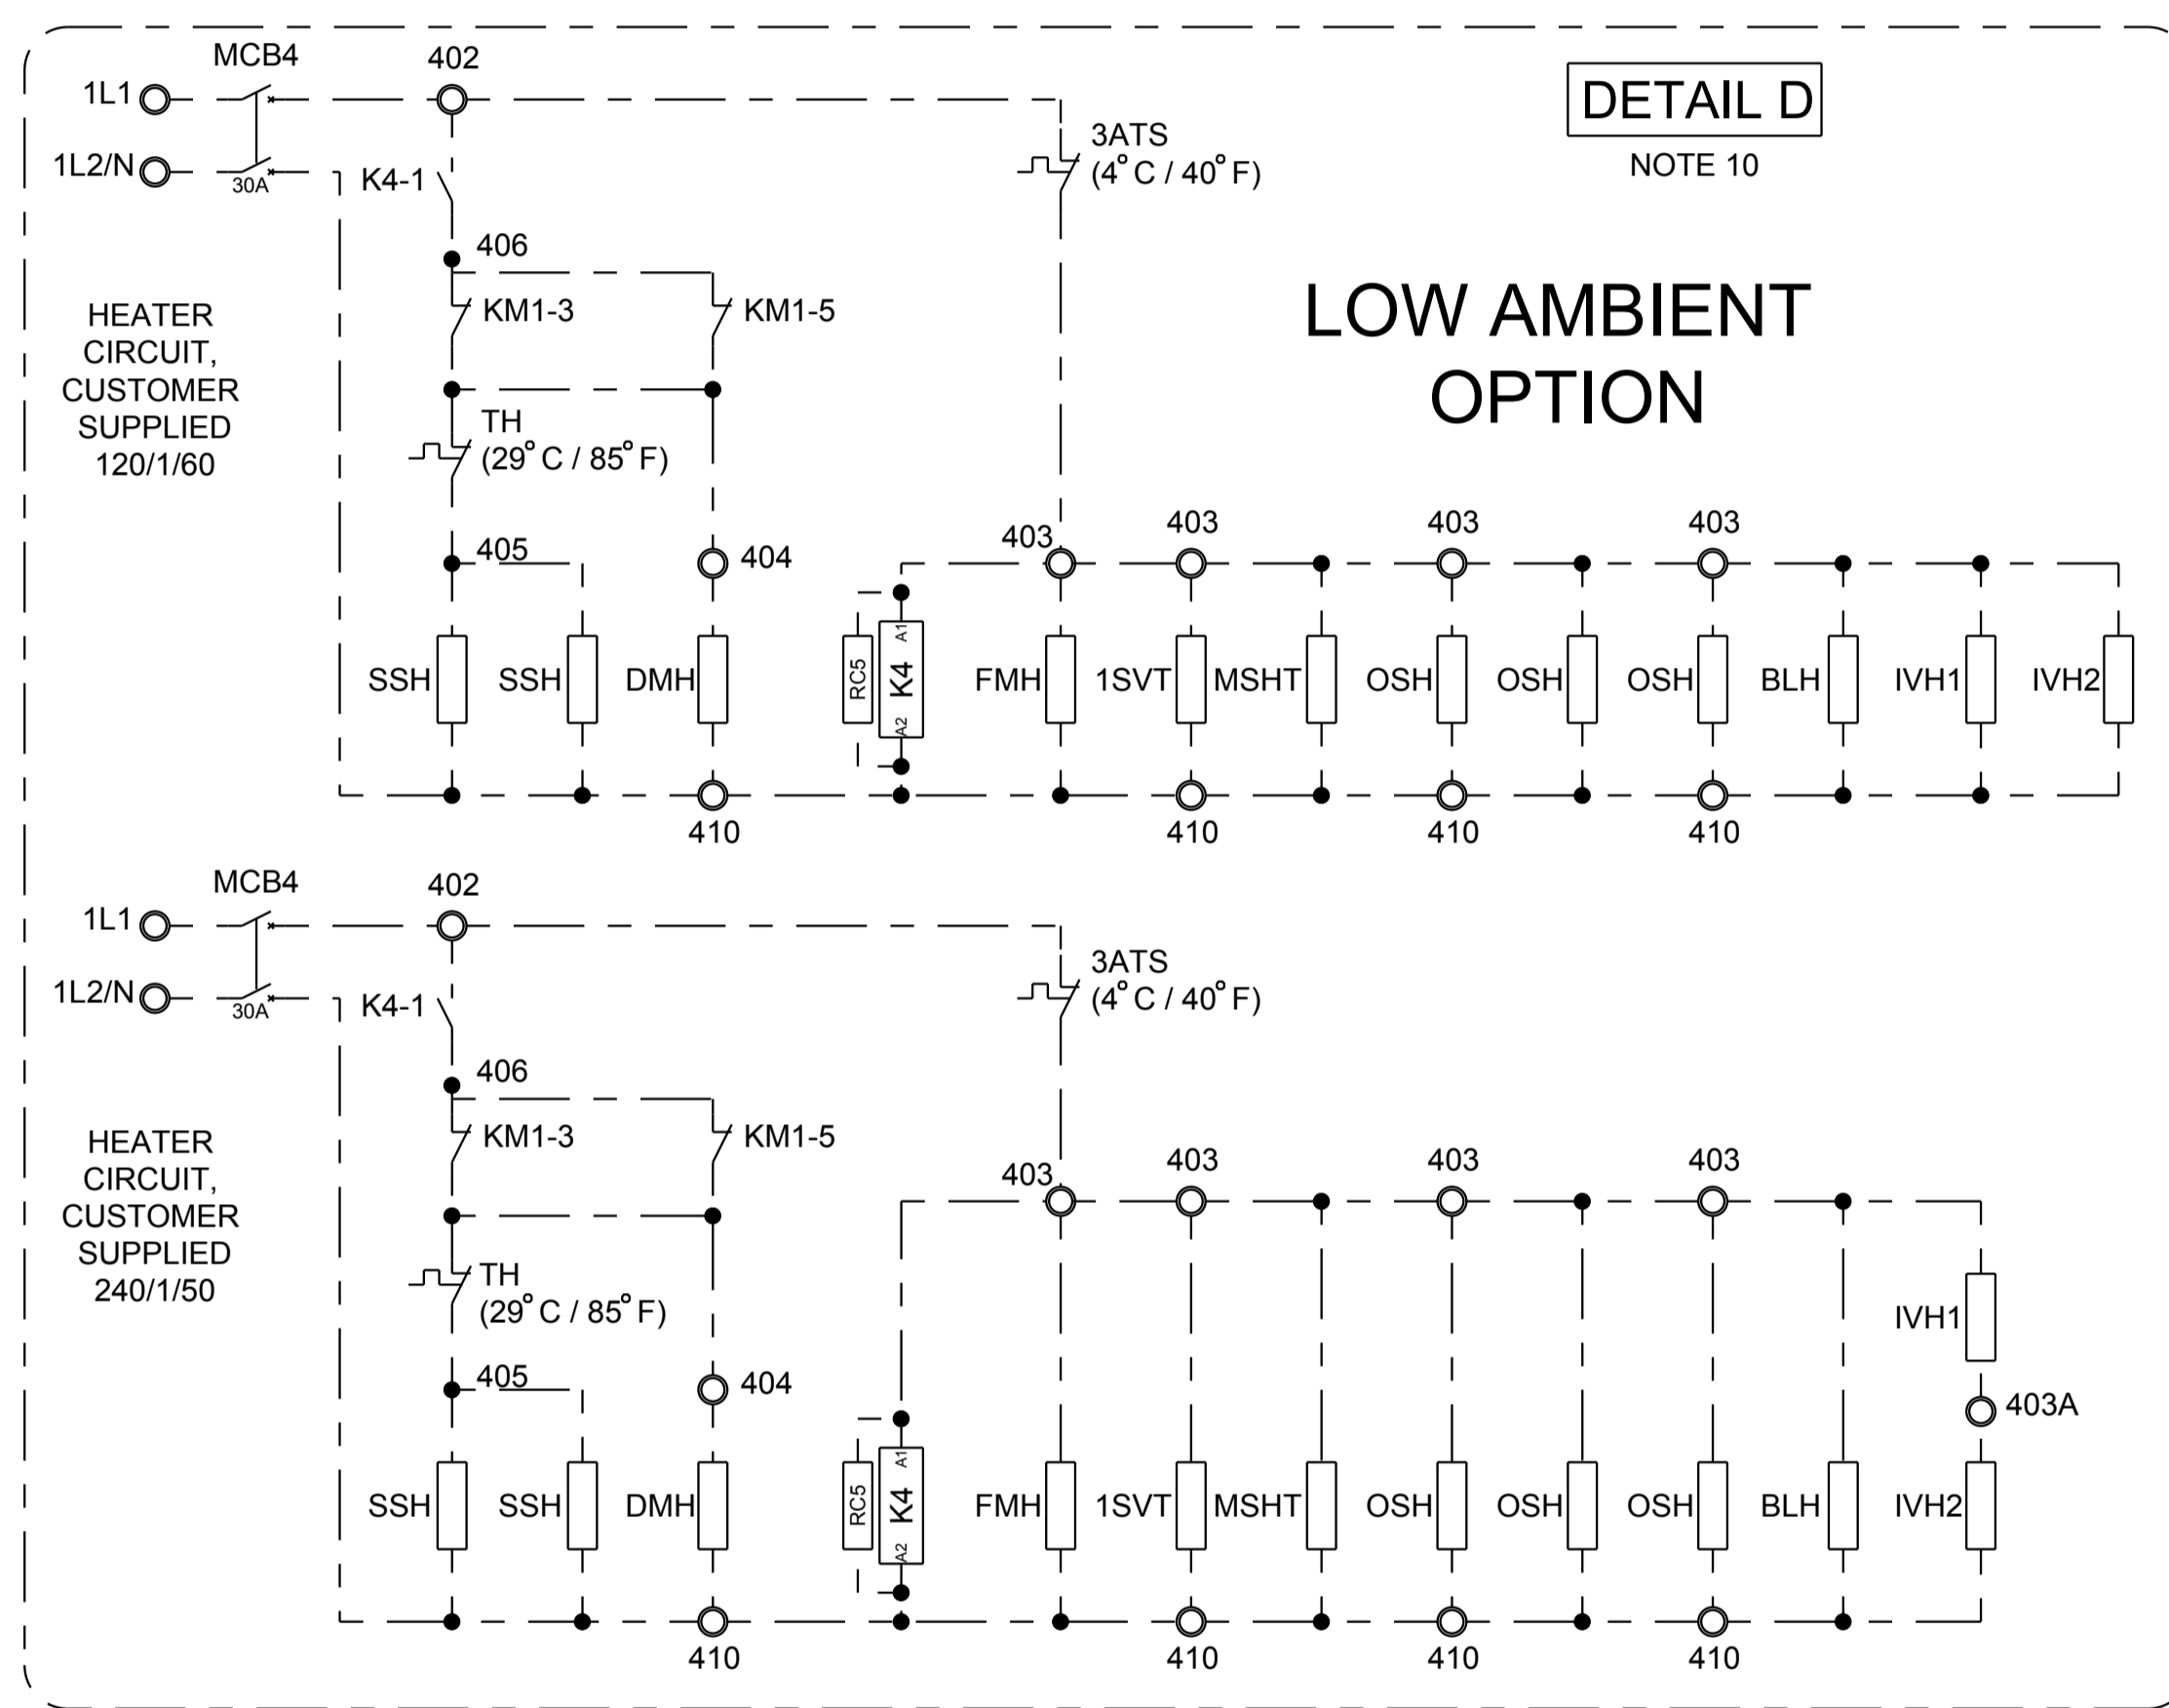 MCB4
402
1L1
DETAIL D
3ATS
(4°C / 40°F)
1L2/N
30A
K4-1
NOTE 10
406
HEATER
CIRCUIT,
CUSTOMER
SUPPLIED
120/1/60
KM1-3
KM1-5
LOW AMBIENT
OPTION
TH
(29°C / 85°F)
403
403
403
403
405
404
SSH
SSH
DMH
RC5
A1
K4
A2
FMH
1SVT
MSHT
OSH
OSH
OSH
BLH
IVH1
IVH2
410
410
410
410
MCB4
402
1L1
3ATS
(4°C / 40°F)
1L2/N
30A
K4-1
406
HEATER
CIRCUIT,
CUSTOMER
SUPPLIED
240/1/50
KM1-3
KM1-5
403
403
403
403
TH
(29°C / 85°F)
IVH1
405
404
403A
SSH
SSH
DMH
RC5
A1
K4
A2
FMH
1SVT
MSHT
OSH
OSH
OSH
BLH
IVH2
410
410
410
410